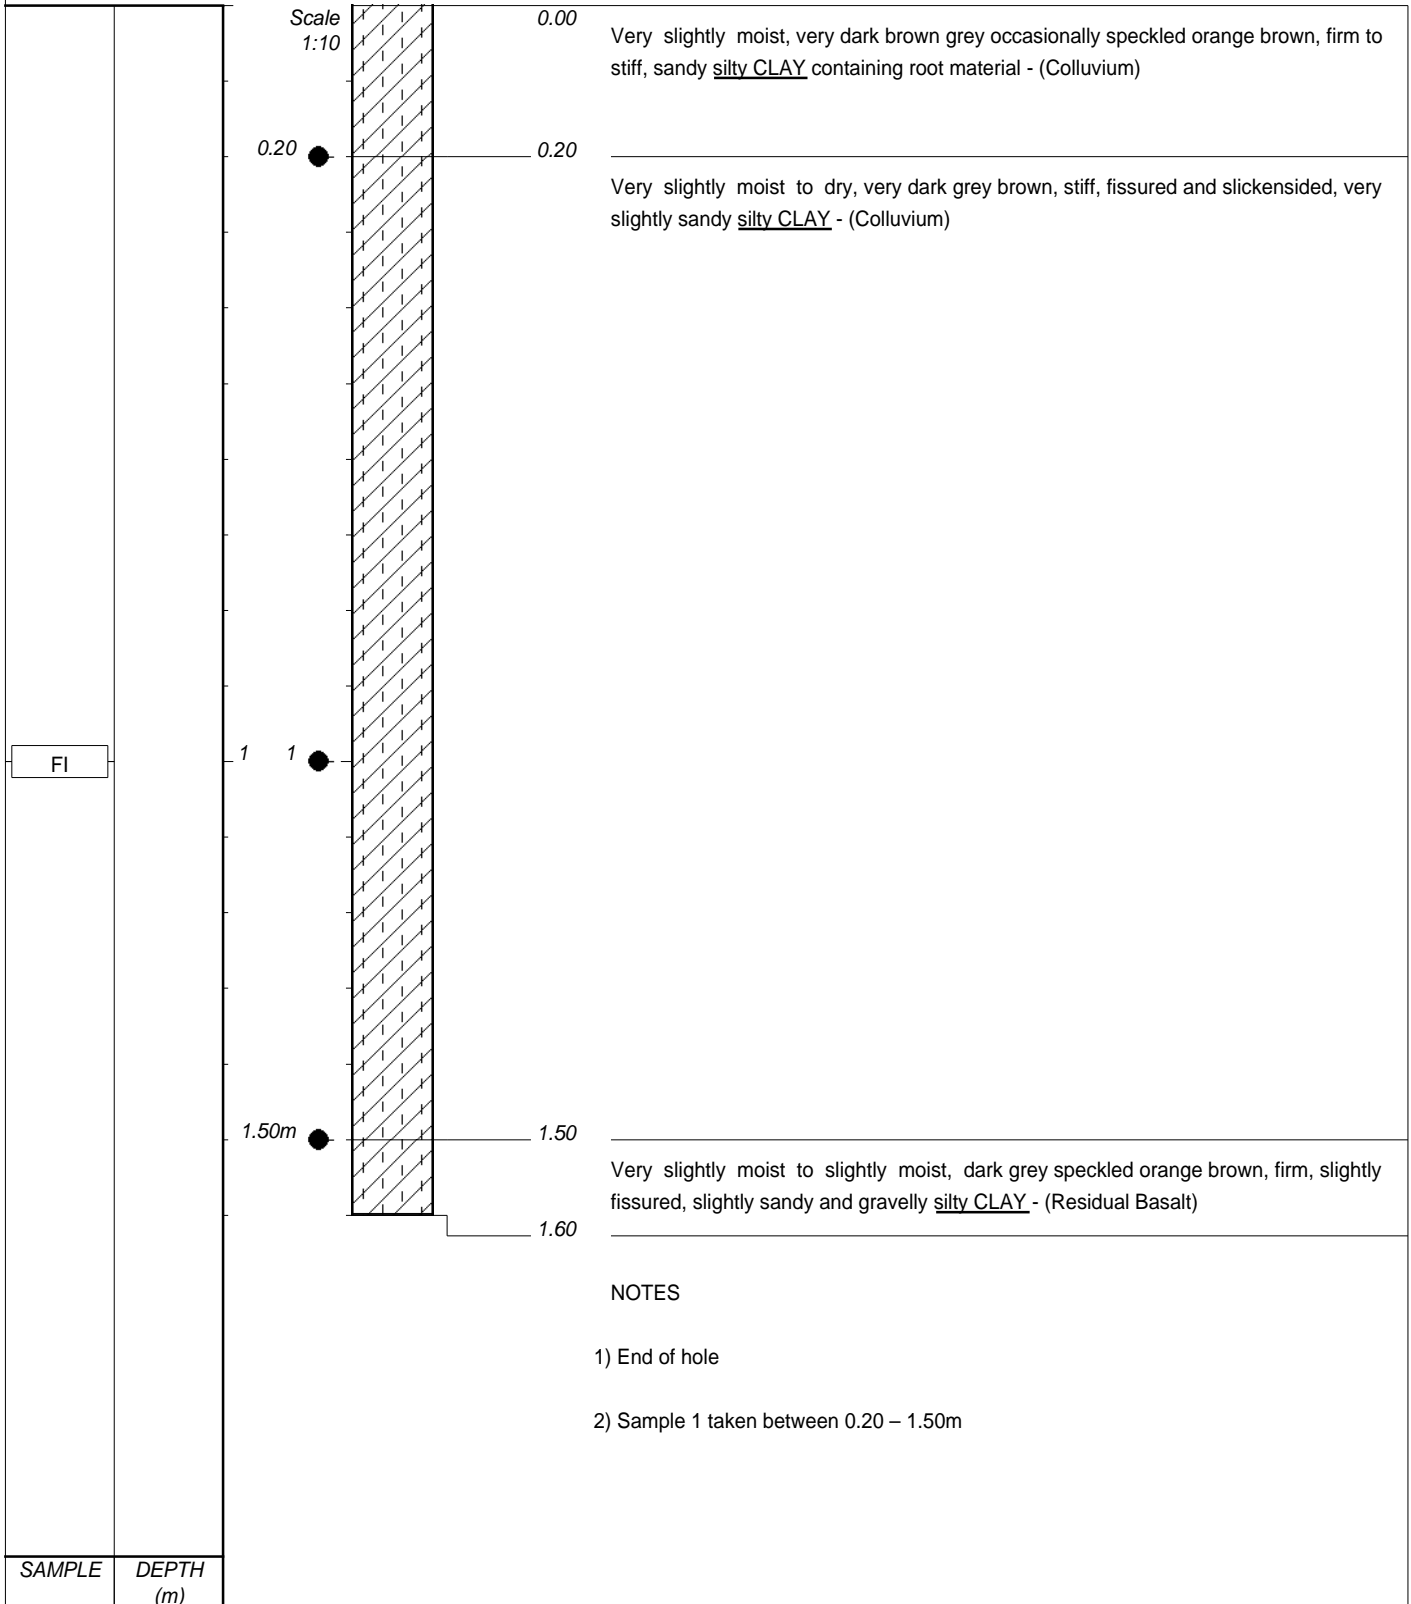 Scale
1:10
0.00
Very slightly moist, very dark brown grey occasionally speckled orange brown, firm to
stiff, sandy silty CLAY containing root material - (Colluvium)
0.20
0.20
Very slightly moist to dry, very dark grey brown, stiff, fissured and slickensided, very
slightly sandy silty CLAY - (Colluvium)
FI
1
1
1.50m
1.50
Very slightly moist to slightly moist, dark grey speckled orange brown, firm, slightly
fissured, slightly sandy and gravelly silty CLAY - (Residual Basalt)
1.60
NOTES
1) End of hole
2) Sample 1 taken between 0.20 – 1.50m
SAMPLE
DEPTH
(m)